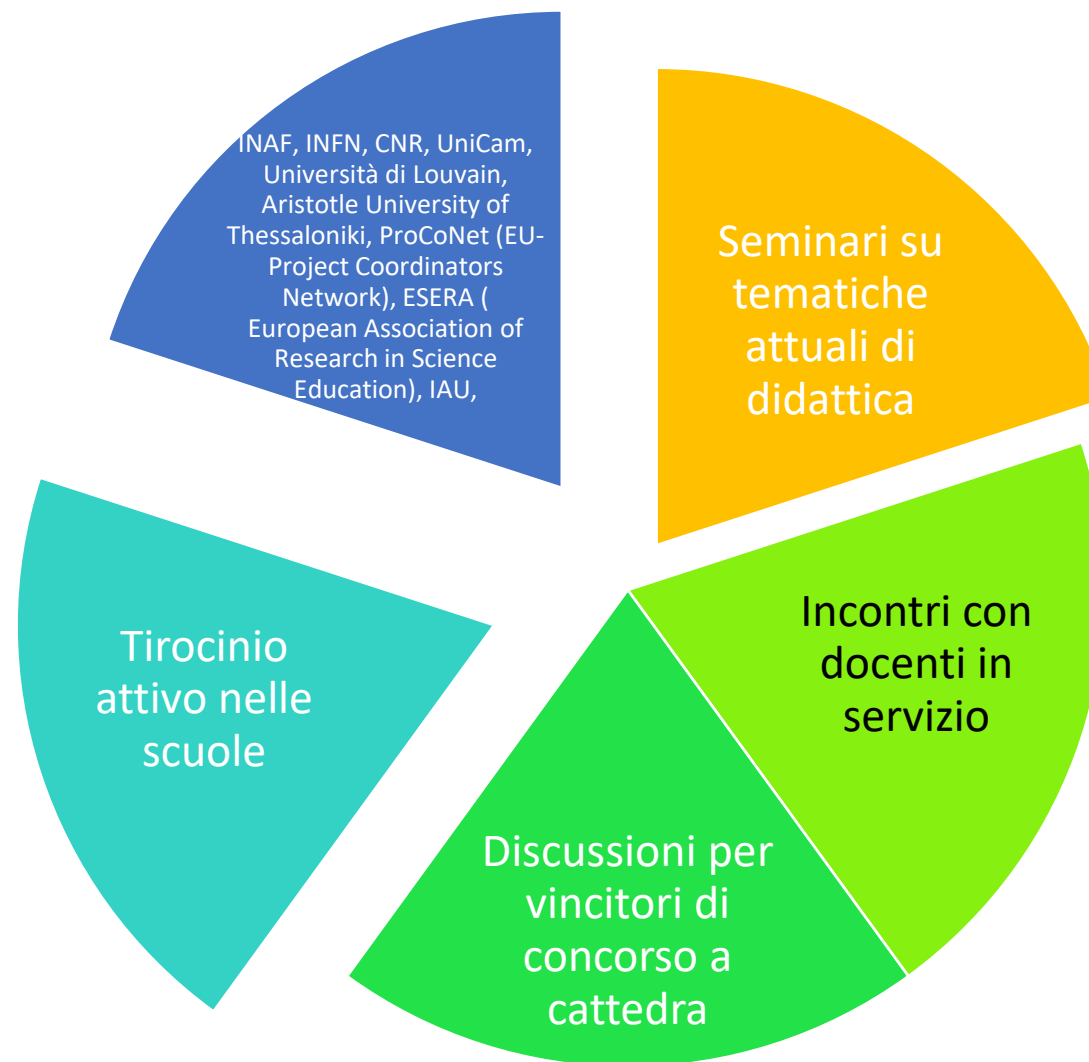 INAF, INFN, CNR, UniCam,
Università di Louvain,
Aristotle University of
Thessaloniki, ProCoNet (EU-
Project Coordinators
Network), ESERA (
European Association of
Research in Science
Education), IAU,
Seminari su
tematiche
attuali di
didattica
Incontri con
docenti in
servizio
Discussioni per
vincitori di
concorso a
cattedra
Tirocinio
attivo nelle
scuole